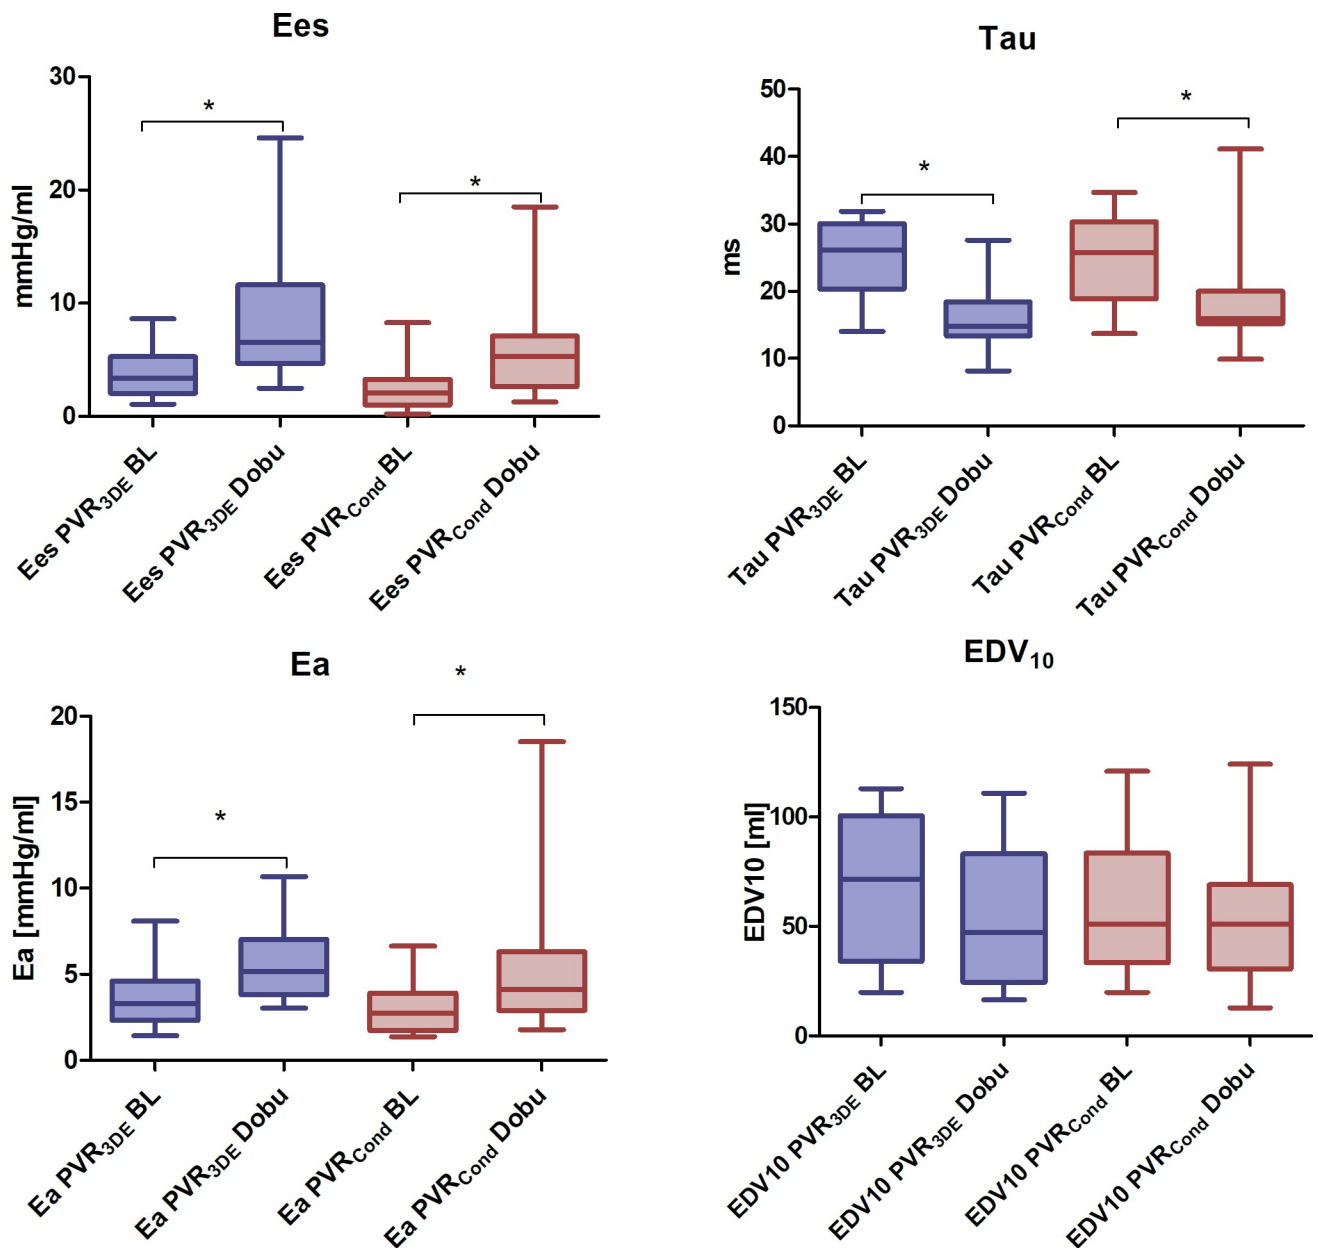 Ees
30
20
10
0
mmHg/ml
*
*
Ees PVR3DE BL
Ees PVR3DE Dobu
Ees PVRCond BL
Ees PVRCond Dobu
Tau
50
40
30
20
10
0
ms
*
*
Tau PVR3DE BL
Tau PVR3DE Dobu
Tau PVRCond BL
Tau PVRCond Dobu
Ea
20
15
10
5
0
Ea [mmHg/ml]
*
*
Ea PVR3DE BL
Ea PVR3DE Dobu
Ea PVRCond BL
Ea PVRCond Dobu
EDV10
150
100
50
0
EDV10 [ml]
EDV10 PVR3DE BL
EDV10 PVR3DE Dobu
EDV10 PVRCond BL
EDV10 PVRCond Dobu